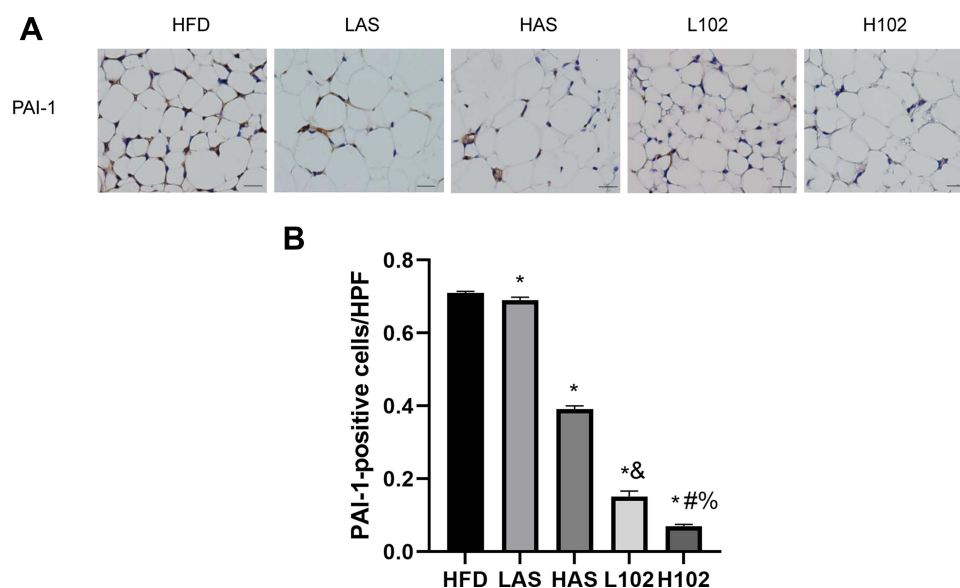 A
HFD LAS HAS L102 H102
PAI-1
B
PAI-1-positive cells/HPF
0.8
0.6
0.4
0.2
0.0
*
*
*&
*#%
HFD LAS HAS L102 H102